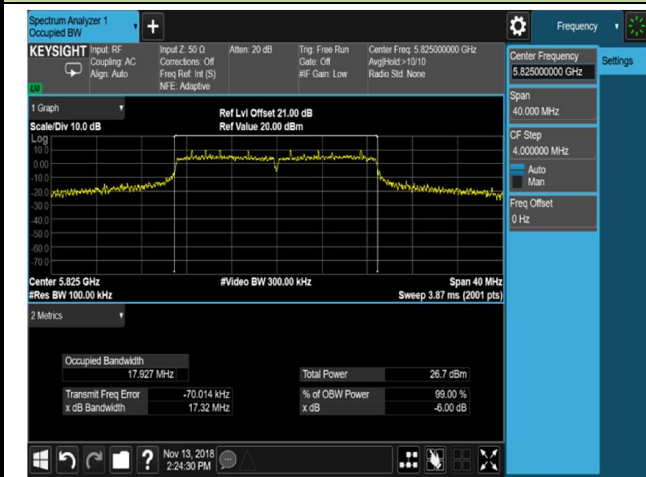 Spectrum Analyzer 1
Occupied BW
+
Frequency
KEYSIGHT
Input: RF
Coupling: AC
Align: Auto
Input Z: 50 Ω
Corrections: Off
Freq Ref: Int (S)
NFE: Adaptive
Atten: 20 dB
Trig: Free Run
Gate: Off
#IF Gain: Low
Center Freq: 5.825000000 GHz
Avg|Hold:>10/10
Radio Std: None
LXI
Center Frequency
5.825000000 GHz
Settings
Span
40.000 MHz
CF Step
4.000000 MHz
Auto
Man
Freq Offset
0 Hz
1 Graph
Scale/Div 10.0 dB
Ref Lvl Offset 21.00 dB
Ref Value 20.00 dBm
Log
10.0
0.00
-10.0
-20.0
-30.0
-40.0
-50.0
-60.0
-70.0
Center 5.825 GHz
#Video BW 300.00 kHz
Span 40 MHz
#Res BW 100.00 kHz
Sweep 3.87 ms (2001 pts)
2 Metrics
Occupied Bandwidth
17.927 MHz
Total Power 26.7 dBm
Transmit Freq Error -70.014 kHz
% of OBW Power 99.00 %
x dB Bandwidth 17.32 MHz
x dB -6.00 dB
?
Nov 13, 2018
2:24:30 PM